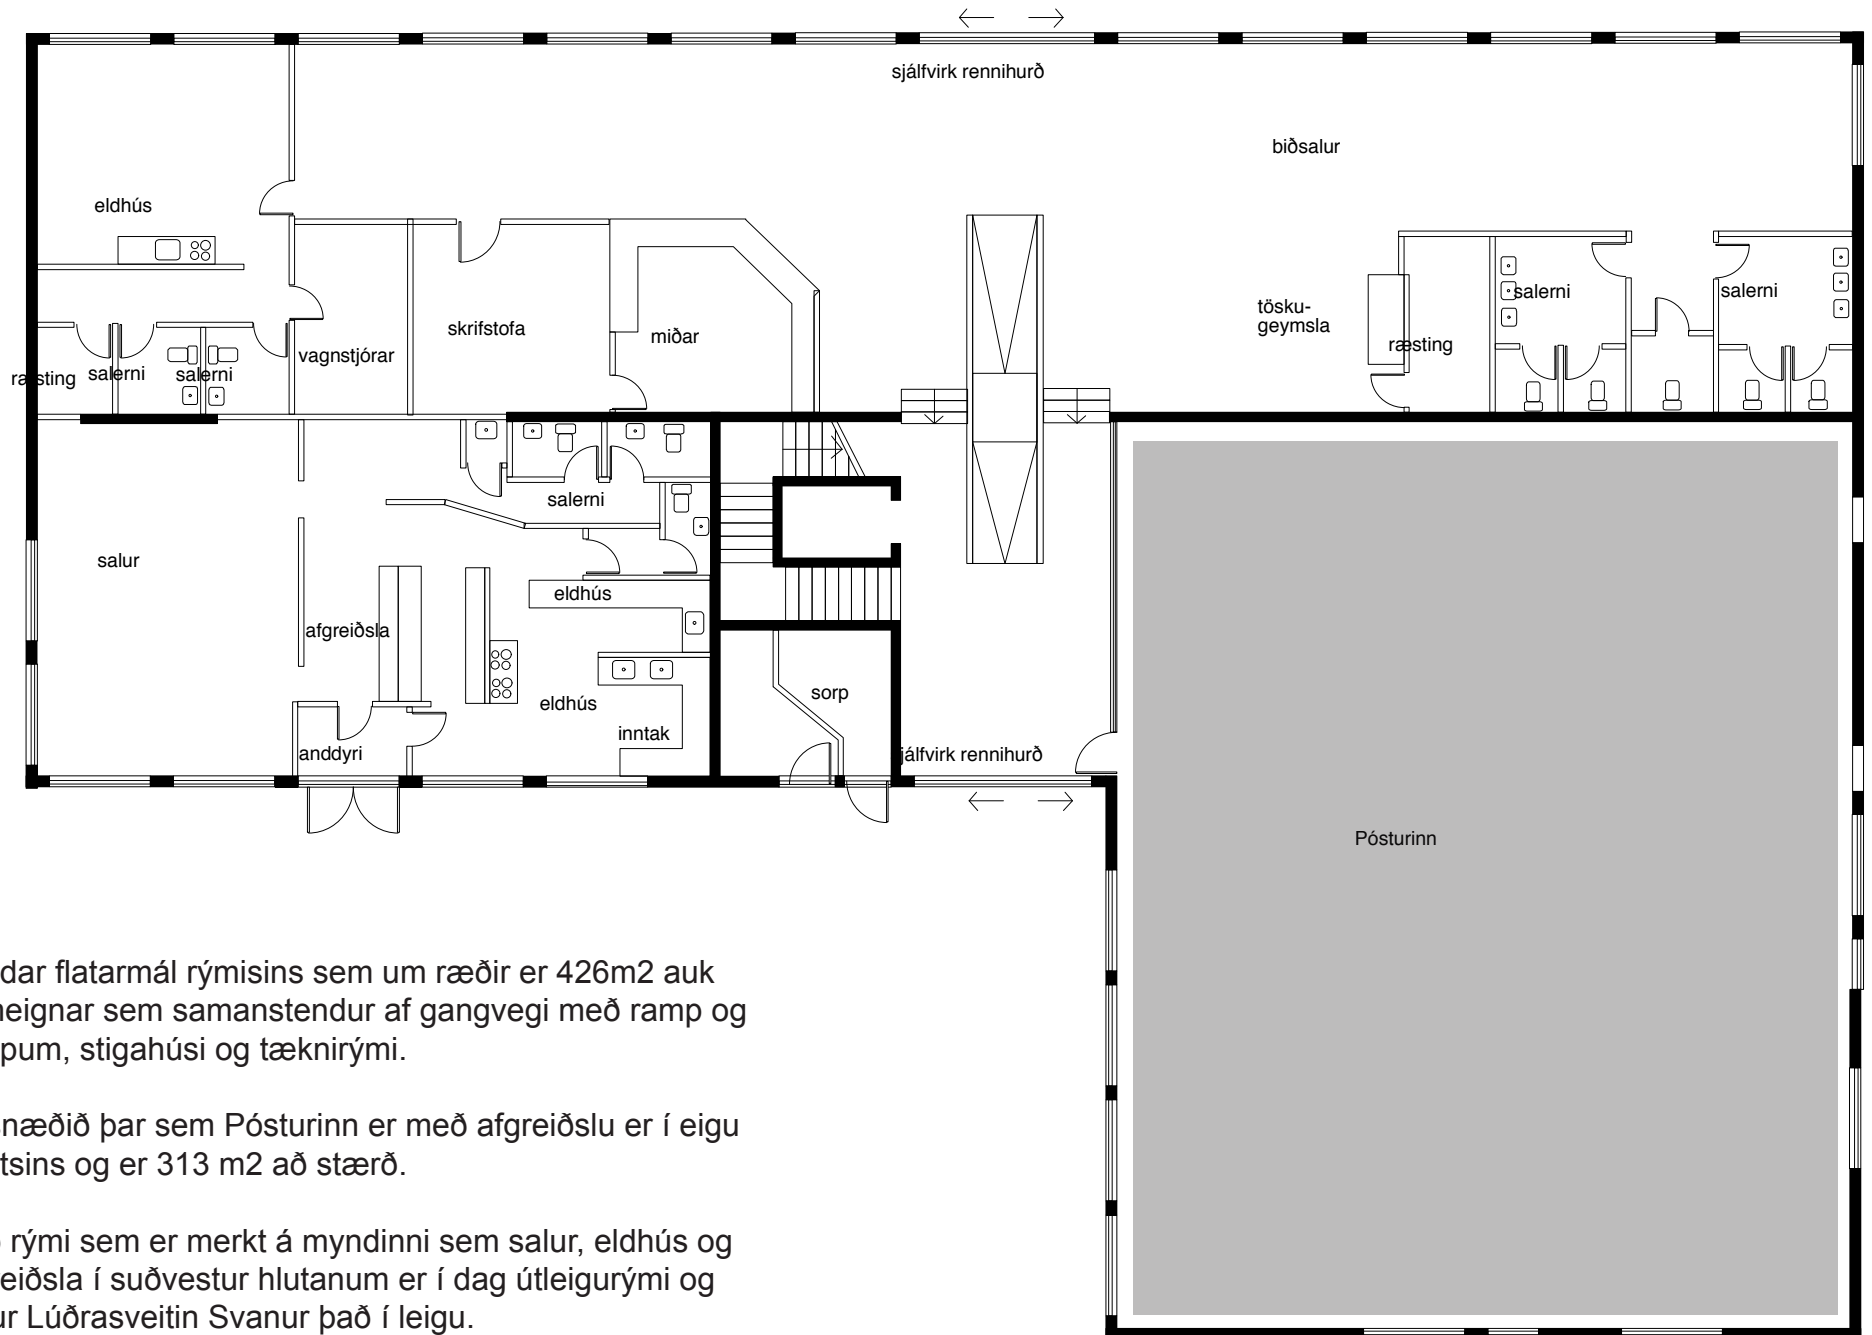 sjálfvirk rennihurð
biðsalur
eldhús
skrifstofa
miðar
vagnstjórar
ræsting
salerni
salerni
tösku-
geymsla
ræsting
salerni
salerni
salur
salerni
eldhús
afgreiðsla
eldhús
inntak
anddyri
sorp
jálfvirk rennihurð
Pósturinn
dar flatarmál rýmisins sem um ræðir er 426m2 auk
neignar sem samanstendur af gangvegi með ramp og
pum, stigahúsi og tæknirými.
snæðið þar sem Pósturinn er með afgreiðslu er í eigu
tsins og er 313 m2 að stærð.
rými sem er merkt á myndinni sem salur, eldhús og
eiðsla í suðvestur hlutanum er í dag útleigurými og
ur Lúðrasveitin Svanur það í leigu.